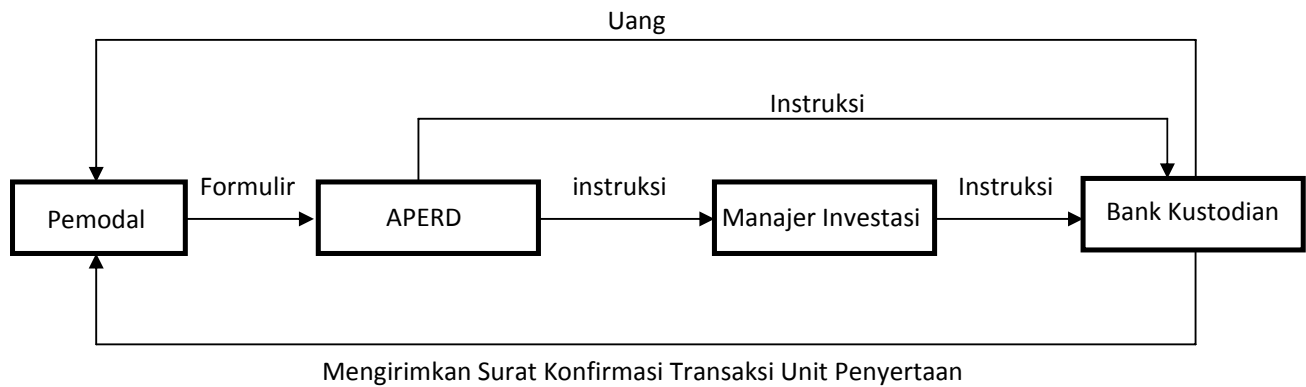 Uang
Instruksi
Formulir
instruksi
Instruksi
Pemodal
APERD
Manajer Investasi
Bank Kustodian
Mengirimkan Surat Konfirmasi Transaksi Unit Penyertaan